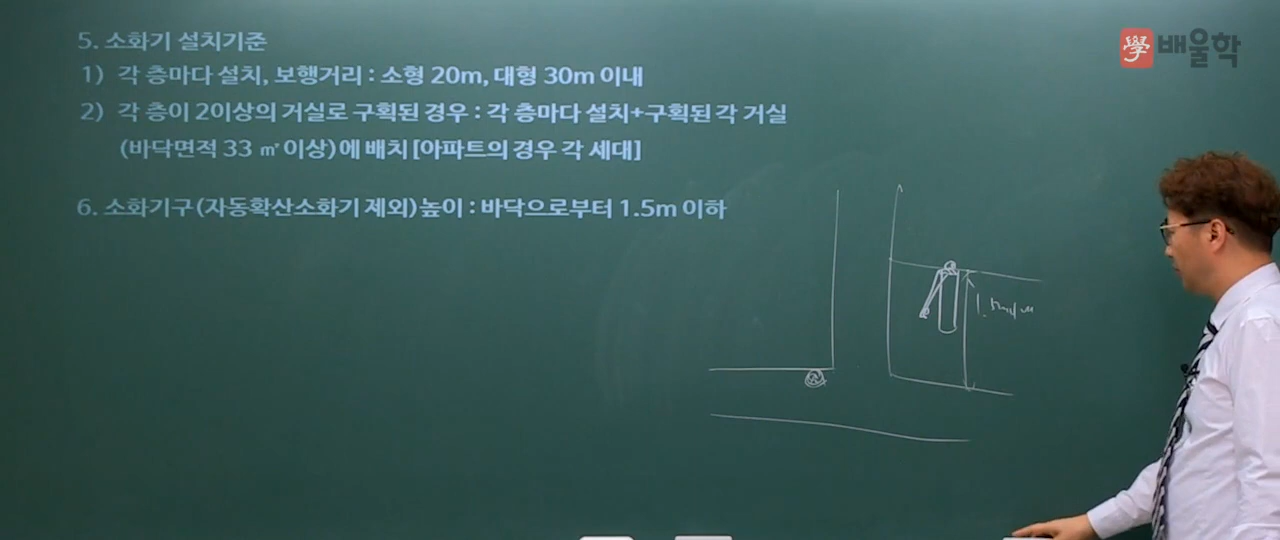 5. 소화기 설치기준
1) 각 층마다 설치, 보행거리 : 소형 20m, 대형 30m 이내
2) 각 층이 2이상의 거실로 구획된 경우 : 각 층마다 설치+구획된 각 거실
(바닥면적 33 ㎡ 이상)에 배치 [아파트의 경우 각 세대]
6. 소화기구(자동확산소화기 제외)높이 : 바닥으로부터 1.5m 이하
學 배울학